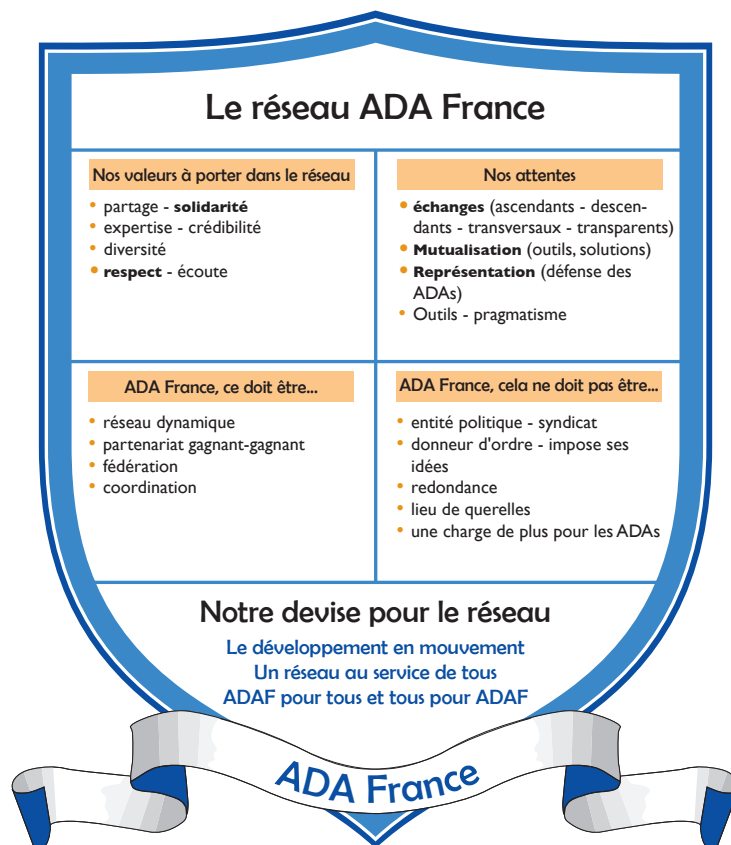 Le réseau ADA France
Nos valeurs à porter dans le réseau
• partage - solidarité
• expertise - crédibilité
• diversité
• respect - écoute
Nos attentes
• échanges (ascendants - descen-
dants - transversaux - transparents)
• Mutualisation (outils, solutions)
• Représentation (défense des
ADAs)
• Outils - pragmatisme
ADA France, ce doit être...
• réseau dynamique
• partenariat gagnant-gagnant
• fédération
• coordination
ADA France, cela ne doit pas être...
• entité politique - syndicat
• donneur d'ordre - impose ses
idées
• redondance
• lieu de querelles
• une charge de plus pour les ADAs
Notre devise pour le réseau
Le développement en mouvement
Un réseau au service de tous
ADAF pour tous et tous pour ADAF
ADA France